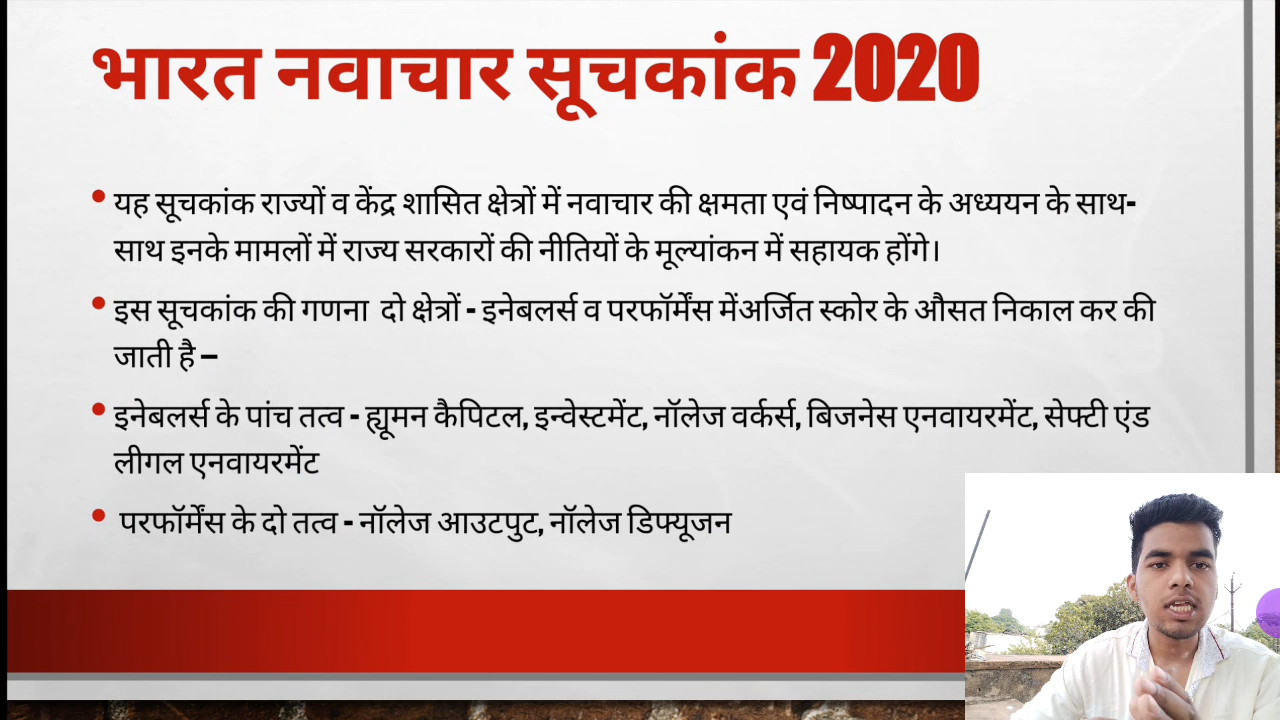 भारत नवाचार सूचकांक 2020
• यह सूचकांक राज्यों व केंद्र शासित क्षेत्रों में नवाचार की क्षमता एवं निष्पादन के अध्ययन के साथ-
साथ इनके मामलों में राज्य सरकारों की नीतियों के मूल्यांकन में सहायक होंगे।
• इस सूचकांक की गणना दो क्षेत्रों - इनेबलर्स व परफॉर्मेंस मेंअर्जित स्कोर के औसत निकाल कर की
जाती है –
• इनेबलर्स के पांच तत्व - ह्यूमन कैपिटल, इन्वेस्टमेंट, नॉलेज वर्कर्स, बिजनेस एनवायरमेंट, सेफ्टी एंड
लीगल एनवायरमेंट
• परफॉर्मेंस के दो तत्व - नॉलेज आउटपुट, नॉलेज डिफ्यूजन